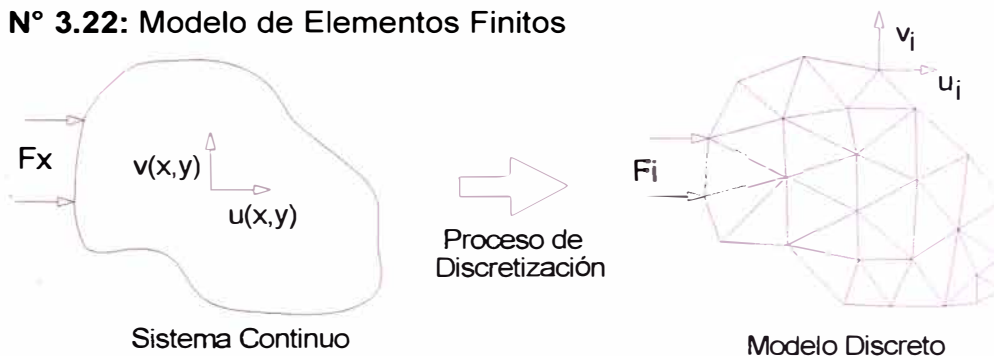 N° 3.22: Modelo de Elementos Finitos
Fx
v(x,y)
u(x,y)
Proceso de
Discretización
Sistema Continuo
vi
ui
Fi
Modelo Discreto